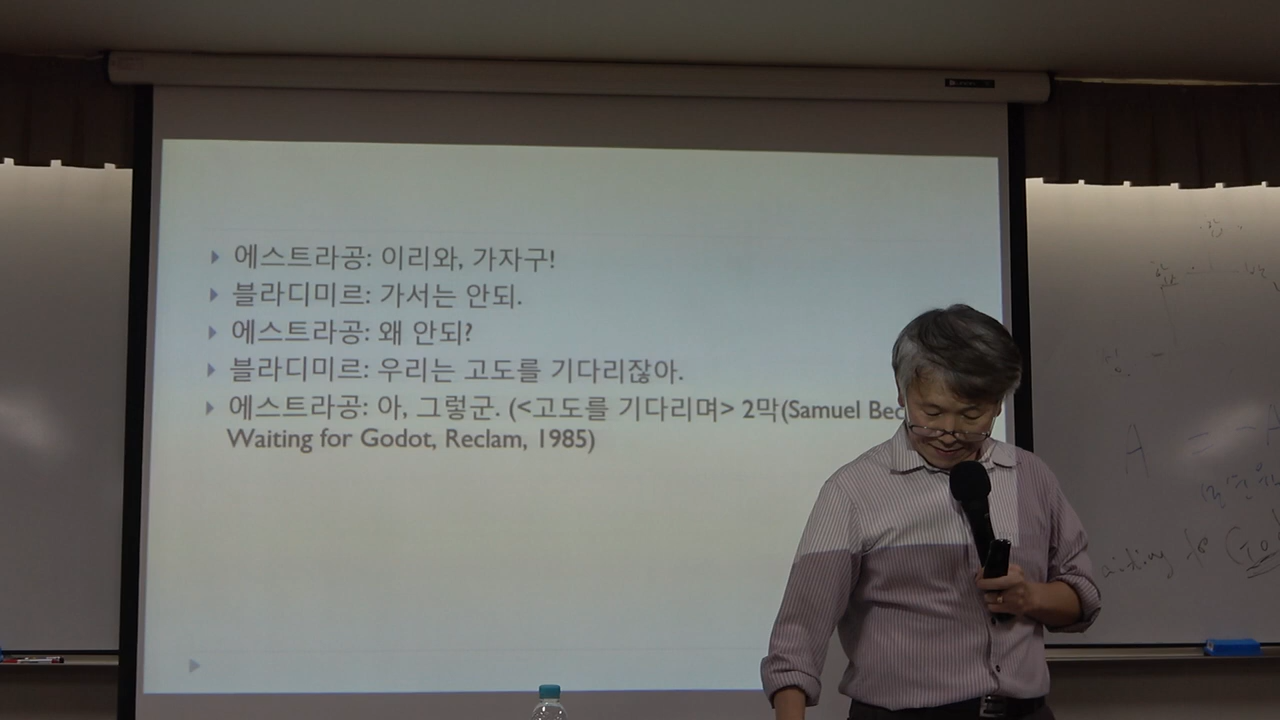 에스트라공: 이리와, 가자구!
블라디미르: 가서는 안되.
에스트라공: 왜 안되?
블라디미르: 우리는 고도를 기다리잖아.
에스트라공: 아, 그렇군. (<고도를 기다리며> 2막(Samuel Bec
Waiting for Godot, Reclam, 1985)